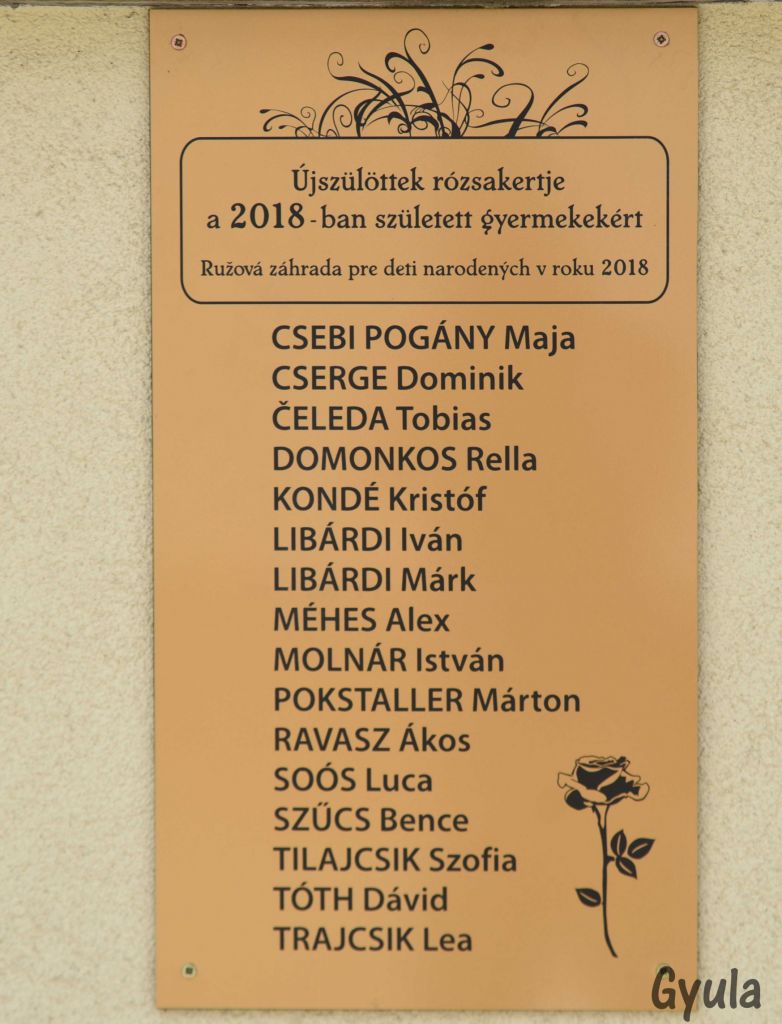 Újszülöttek rózsakertje
a 2018-ban született gyermekekért
Ružová záhrada pre deti narodených v roku 2018
CSEBI POGÁNY Maja
CSERGE Dominik
ČELEDA Tobias
DOMONKOS Rella
KONDÉ Kristóf
LIBÁRDI Iván
LIBÁRDI Márk
MÉHES Alex
MOLNÁR István
POKSTALLER Márton
RAVASZ Ákos
SOÓS Luca
SZŰCS Bence
TILAJCSIK Szofia
TÓTH Dávid
TRAJCSIK Lea
Gyula